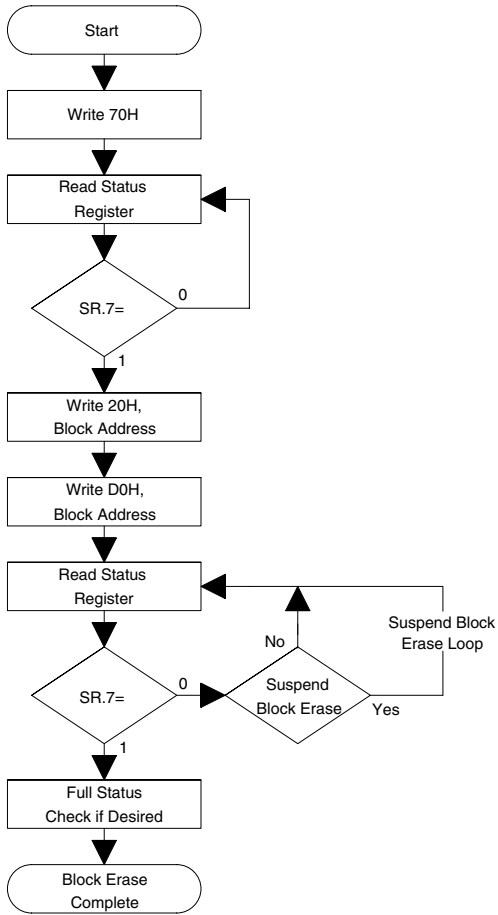 Start
Write 70H
Read Status
Register
SR.7=
0
1
Write 20H,
Block Address
Write D0H,
Block Address
Read Status
Register
Suspend Block
Erase Loop
No
SR.7=
0
Suspend
Block Erase
Yes
1
Full Status
Check if Desired
Block Erase
Complete